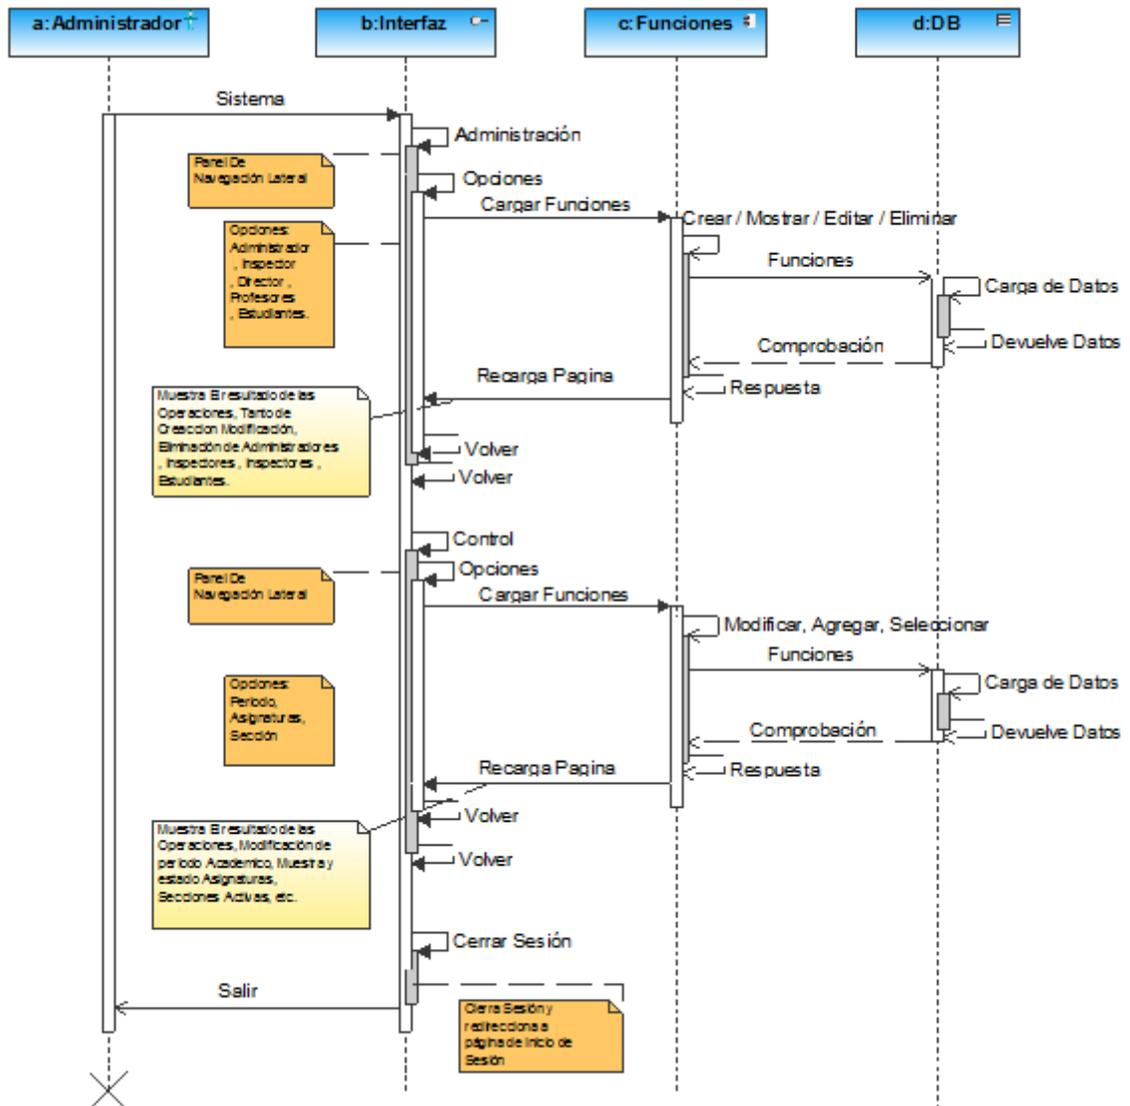 a:Administrador
b:Interfaz
c:Funciones
d:DB
Sistema
Administración
Panel De
Navegación Lateral
Opciones
Cargar Funciones
Crear / Mostrar / Editar / Eliminar
Opciones:
Administrador
, Inspector
, Director ,
Profesores
, Estudiantes.
Funciones
Carga de Datos
Devuelve Datos
Comprobación
Recarga Pagina
Respuesta
Muestra El resultado de las
Operaciones, Tanto de
Creaccion Modificación,
Eliminación de Administradores
, Inspectores , Inspectores ,
Estudiantes.
Volver
Volver
Control
Opciones
Panel De
Navegación Lateral
Cargar Funciones
Modificar, Agregar, Seleccionar
Funciones
Opciones:
Periodo,
Asignaturas,
Sección
Carga de Datos
Devuelve Datos
Comprobación
Recarga Pagina
Respuesta
Volver
Muestra El resultado de las
Operaciones, Modificación de
periodo Academico, Muestra y
estado Asignaturas,
Secciones Activas, etc.
Volver
Cerrar Sesión
Salir
Cierra Sesión y
redirecciona a
página de Inicio de
Sesión